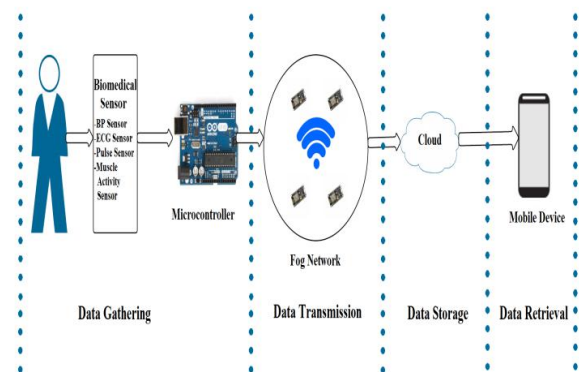 Biomedical
Sensor
-BP Sensor
-ECG Sensor
-Pulse Sensor
-Muscle
Activity
Sensor
Microcontroller
Fog Network
Cloud
Mobile Device
Data Gathering
Data Transmission
Data Storage
Data Retrieval